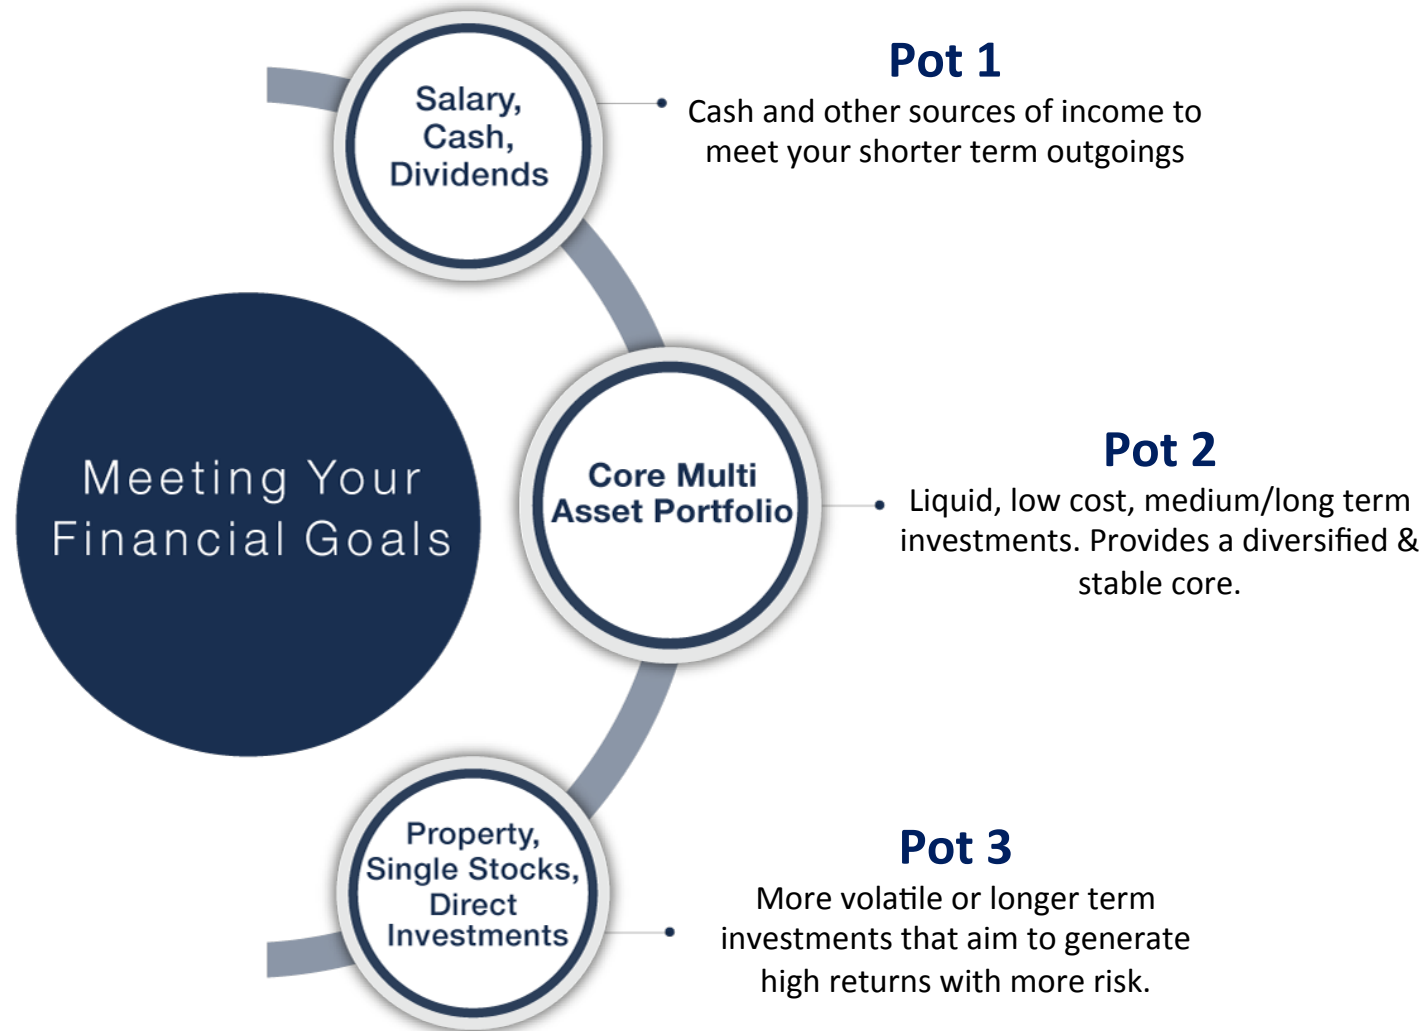 Salary,
Cash,
Dividends
Pot 1
Cash and other sources of income to
meet your shorter term outgoings
Meeting Your
Financial Goals
Core Multi
Asset Portfolio
Pot 2
Liquid, low cost, medium/long term
investments. Provides a diversified &
stable core.
Property,
Single Stocks,
Direct
Investments
Pot 3
More volatile or longer term
investments that aim to generate
high returns with more risk.